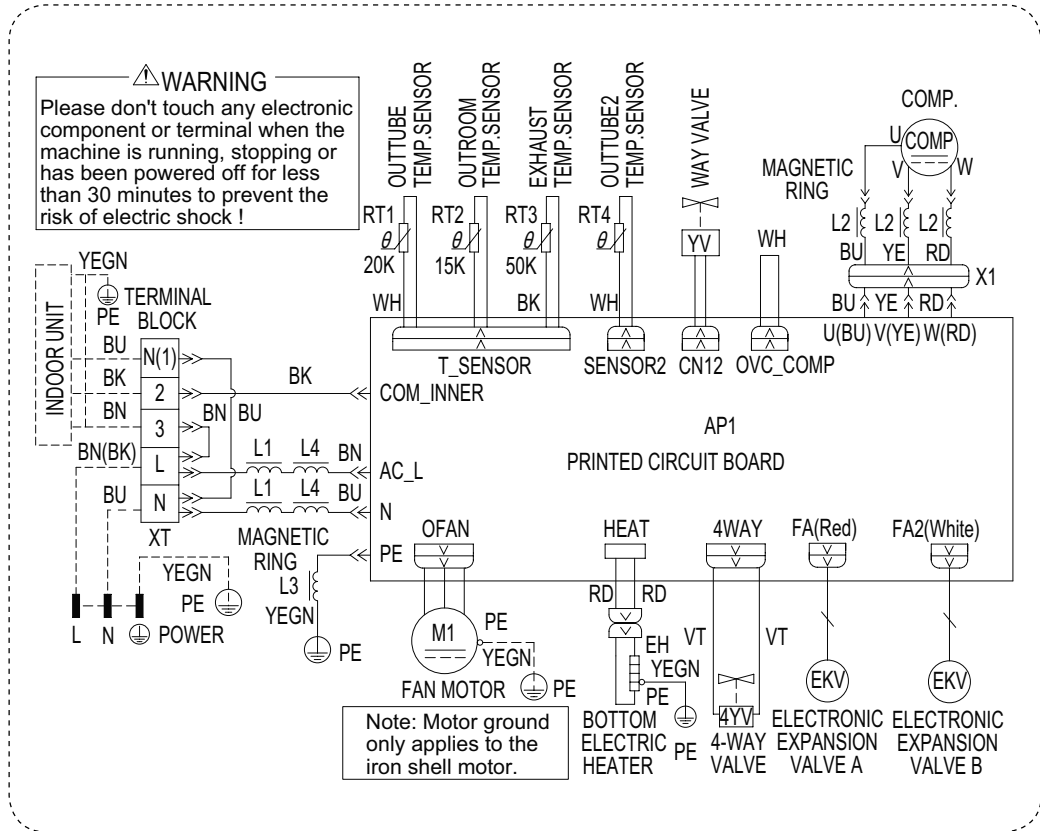 WARNING
Please don't touch any electronic
component or terminal when the
machine is running, stopping or
has been powered off for less
than 30 minutes to prevent the
risk of electric shock !
OUTTUBE
TEMP.SENSOR
OUTROOM
TEMP.SENSOR
EXHAUST
TEMP.SENSOR
OUTTUBE2
TEMP.SENSOR
WAY VALVE
COMP.
COMP
U
V
W
MAGNETIC
RING
RT1
RT2
RT3
RT4
θ
θ
θ
θ
20K
15K
50K
YV
WH
L2
L2
L2
BU
YE
RD
X1
WH
BK
WH
BU
YE
RD
U(BU)
V(YE)
W(RD)
T_SENSOR
SENSOR2
CN12
OVC_COMP
YEGN
PE
TERMINAL
BLOCK
INDOOR UNIT
BU
BK
BN
BN(BK)
BU
N(1)
2
3
L
N
XT
BK
BN
BU
COM_INNER
AP1
PRINTED CIRCUIT BOARD
L1
L4
BN
AC_L
L1
L4
BU
N
MAGNETIC
RING
L3
YEGN
PE
PE
YEGN
PE
L
N
POWER
OFAN
HEAT
4WAY
FA(Red)
FA2(White)
M1
PE
YEGN
PE
FAN MOTOR
Note: Motor ground
only applies to the
iron shell motor.
RD
RD
EH
YEGN
PE
PE
BOTTOM
ELECTRIC
HEATER
VT
VT
4YV
4-WAY
VALVE
EKV
ELECTRONIC
EXPANSION
VALVE A
EKV
ELECTRONIC
EXPANSION
VALVE B